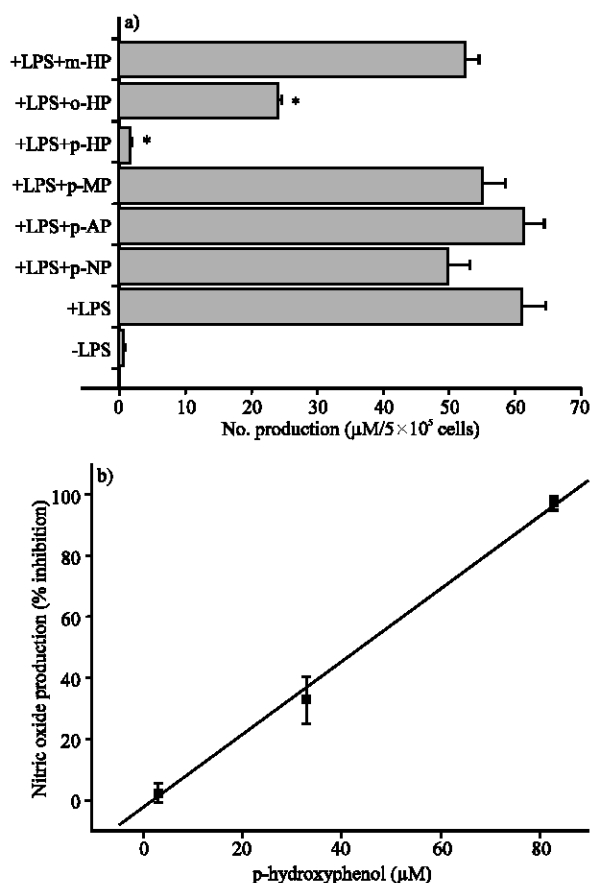 a)
+LPS+m-HP
+LPS+o-HP
*
+LPS+p-HP
*
+LPS+p-MP
+LPS+p-AP
+LPS+p-NP
+LPS
-LPS
0 10 20 30 40 50 60 70
No. production (µM/5×10⁵ cells)
b)
100
80
60
40
20
0
Nitric oxide production (% inhibition)
0 20 40 60 80
p-hydroxyphenol (µM)